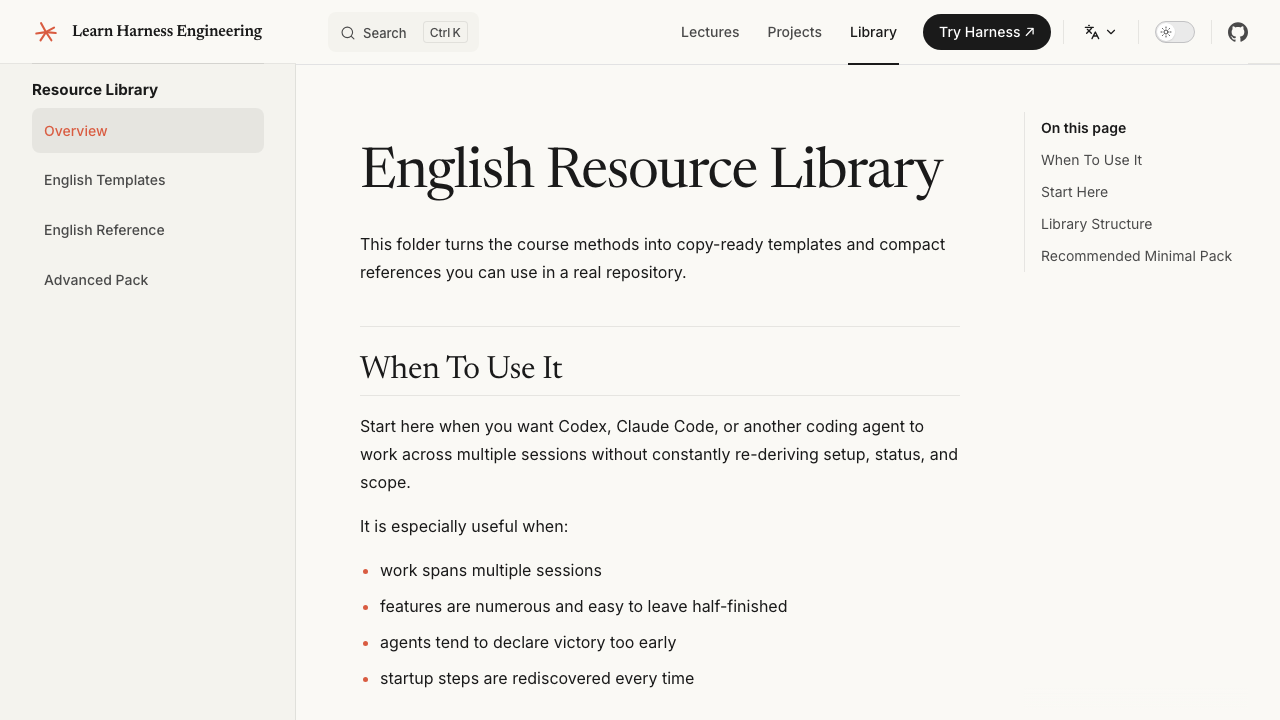 Learn Harness Engineering
Search Ctrl K
Lectures
Projects
Library
Try Harness ↗
Resource Library
Overview
English Templates
English Reference
Advanced Pack
English Resource Library
This folder turns the course methods into copy-ready templates and compact
references you can use in a real repository.
When To Use It
Start here when you want Codex, Claude Code, or another coding agent to
work across multiple sessions without constantly re-deriving setup, status, and
scope.
It is especially useful when:
work spans multiple sessions
features are numerous and easy to leave half-finished
agents tend to declare victory too early
startup steps are rediscovered every time
On this page
When To Use It
Start Here
Library Structure
Recommended Minimal Pack